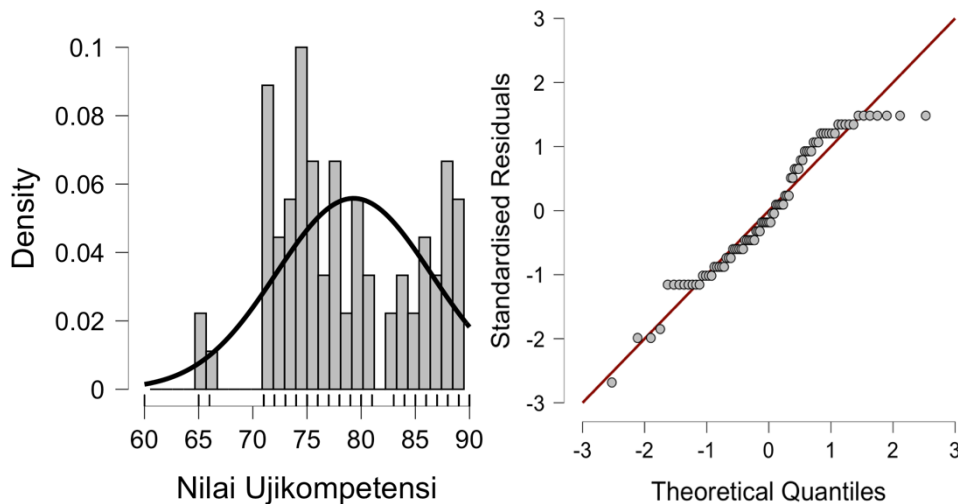 Density
0.1
0.08
0.06
0.04
0.02
0
60 65 70 75 80 85 90
Nilai Ujikompetensi
Standardised Residuals
3
2
1
0
-1
-2
-3
-3 -2 -1 0 1 2 3
Theoretical Quantiles